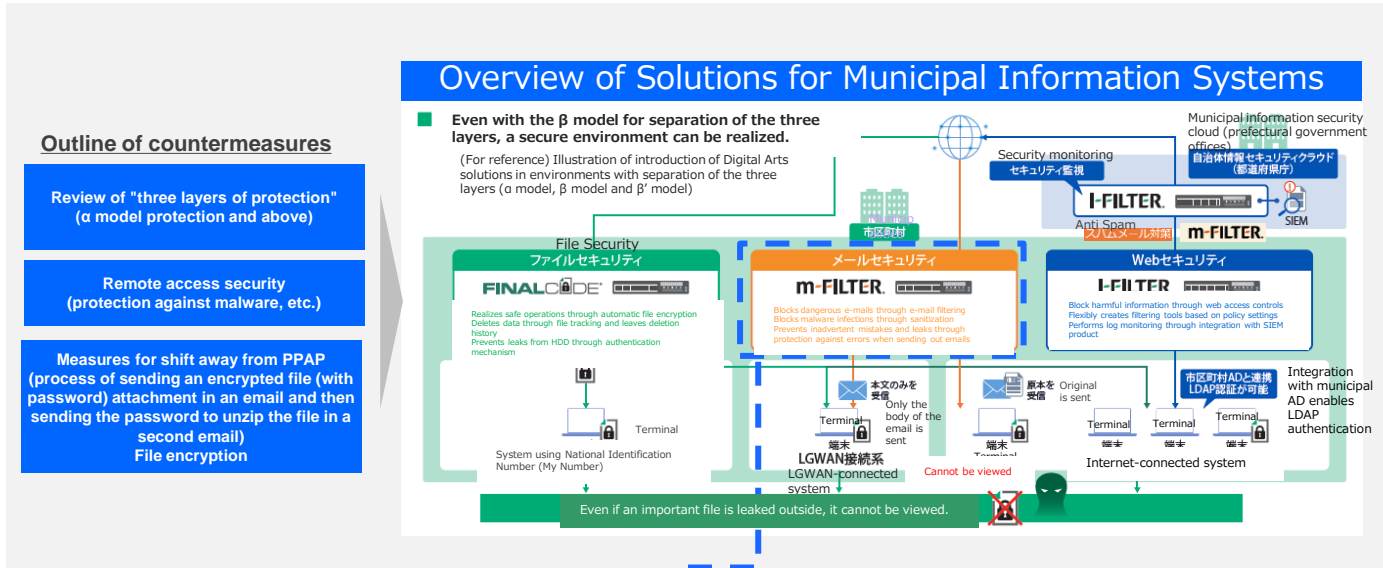 Overview of Solutions for Municipal Information Systems
Outline of countermeasures
Review of "three layers of protection"
(α model protection and above)
Remote access security
(protection against malware, etc.)
Measures for shift away from PPAP
(process of sending an encrypted file (with
password) attachment in an email and then
sending the password to unzip the file in a
second email)
File encryption
Even with the β model for separation of the three
layers, a secure environment can be realized.
(For reference) Illustration of introduction of Digital Arts
solutions in environments with separation of the three
layers (α model, β model and β’ model)
Municipal information security
cloud (prefectural government
offices)
自治体情報セキュリティクラウド
(都道府県庁)
Security monitoring
セキュリティ監視
I-FILTER®
SIEM
Anti Spam
スパムメール対策
m-FILTER®
市区町村
File Security
ファイルセキュリティ
FINALCODE®
Realizes safe operations through automatic file encryption
Deletes data through file tracking and leaves deletion
history
Prevents leaks from HDD through authentication
mechanism
メールセキュリティ
m-FILTER®
Blocks dangerous e-mails through e-mail filtering
Blocks malware infections through sanitization
Prevents inadvertent mistakes and leaks through
protection against errors when sending out emails
Webセキュリティ
I-FILTER
Block harmful information through web access controls
Flexibly creates filtering tools based on policy settings
Performs log monitoring through integration with SIEM
product
Terminal
System using National Identification
Number (My Number)
本文のみを
受信
Only the
body of the
email is
sent
Terminal
端末
LGWAN接続系
LGWAN-connected
system
原本を
受信
Original
is sent
Terminal
端末
Terminal
Cannot be viewed
市区町村ADと連携
LDAP認証が可能
Integration
with municipal
AD enables
LDAP
authentication
Terminal
Terminal
Terminal
端末
端末
端末
Internet-connected system
Even if an important file is leaked outside, it cannot be viewed.